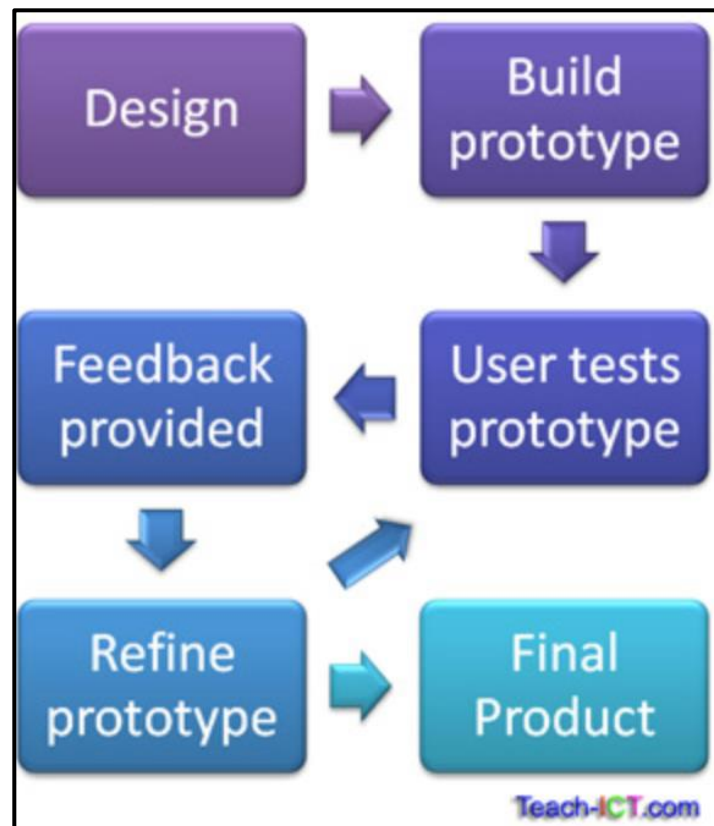 Design
Build
prototype
Feedback
provided
User tests
prototype
Refine
prototype
Final
Product
Teach-ICT.com